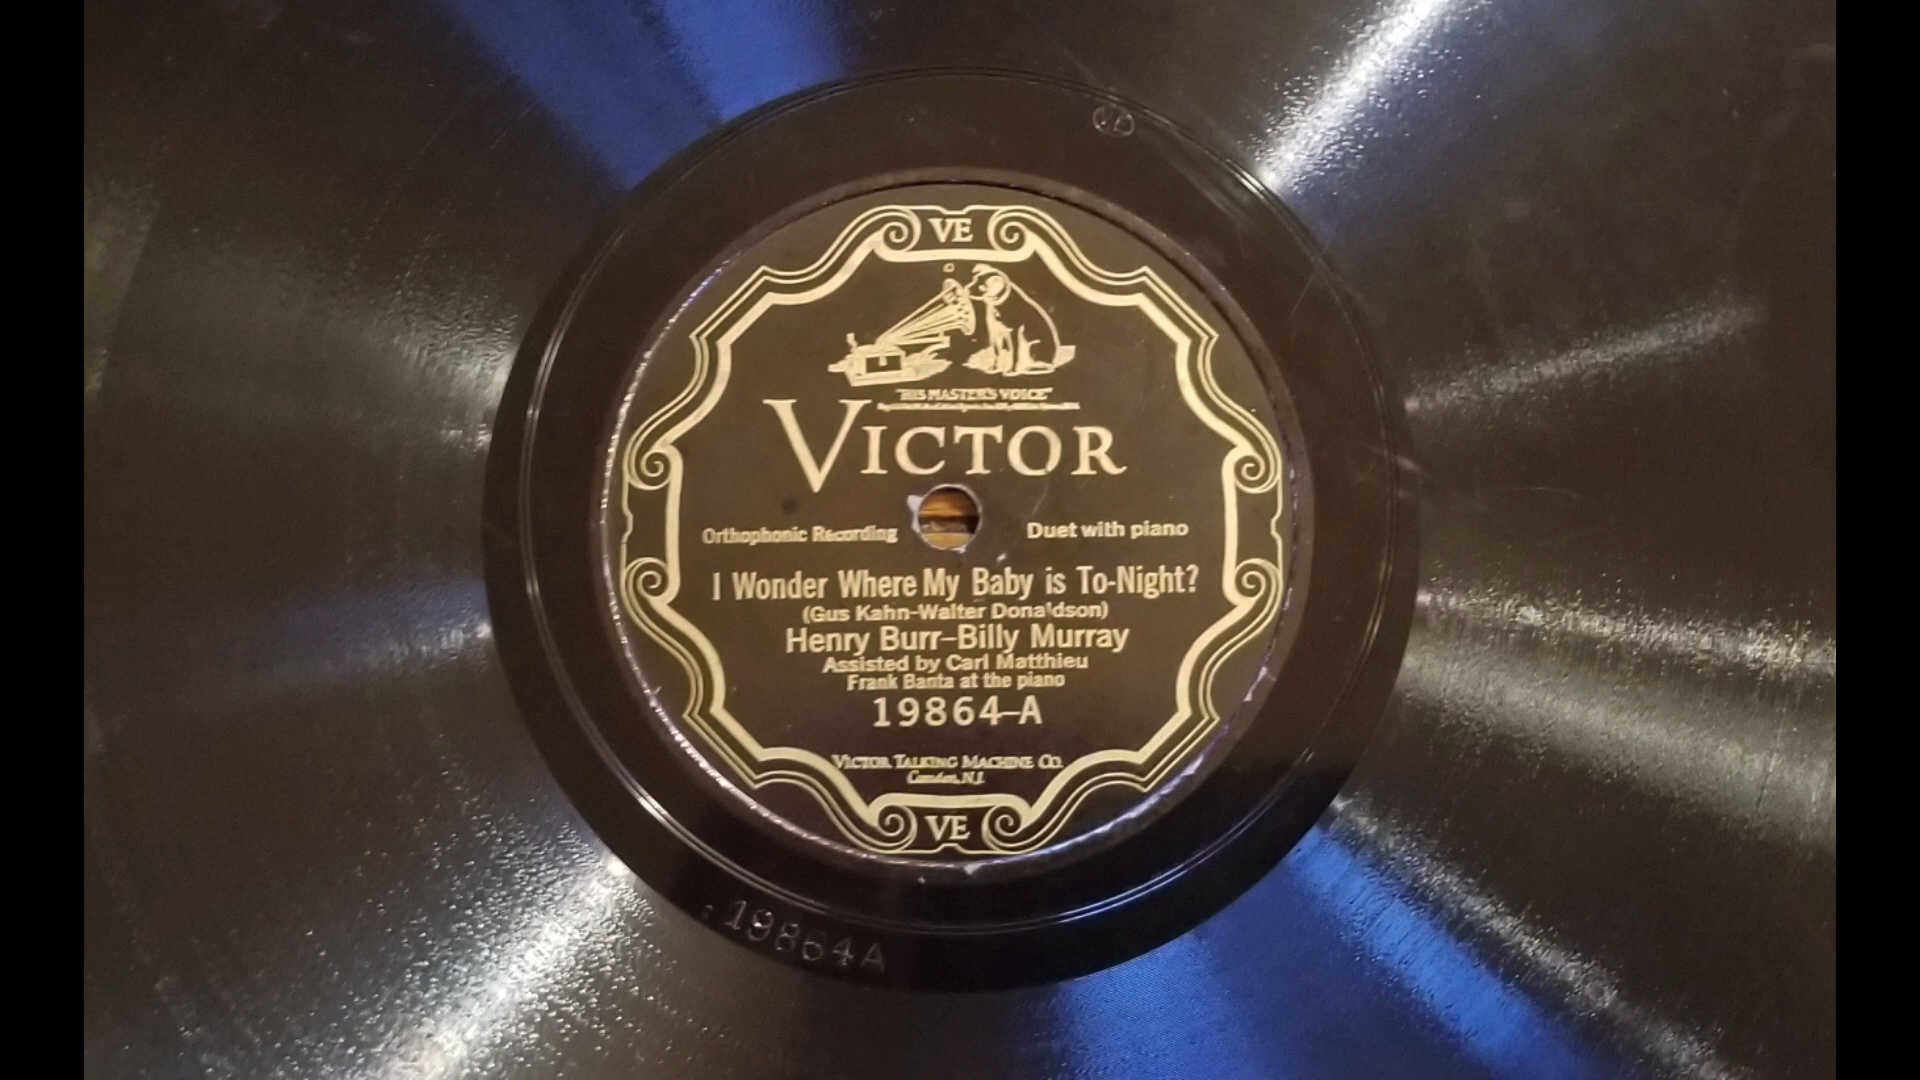 VE
VE
"HIS MASTER'S VOICE"
VICTOR
Orthophonic Recording
Duet with piano
I Wonder Where My Baby is To-Night?
(Gus Kahn-Walter Donaldson)
Henry Burr-Billy Murray
Assisted by Carl Matthieu
Frank Banta at the piano
19864-A
VICTOR TALKING MACHINE CO.
Camden, N.J.
VE
19864A